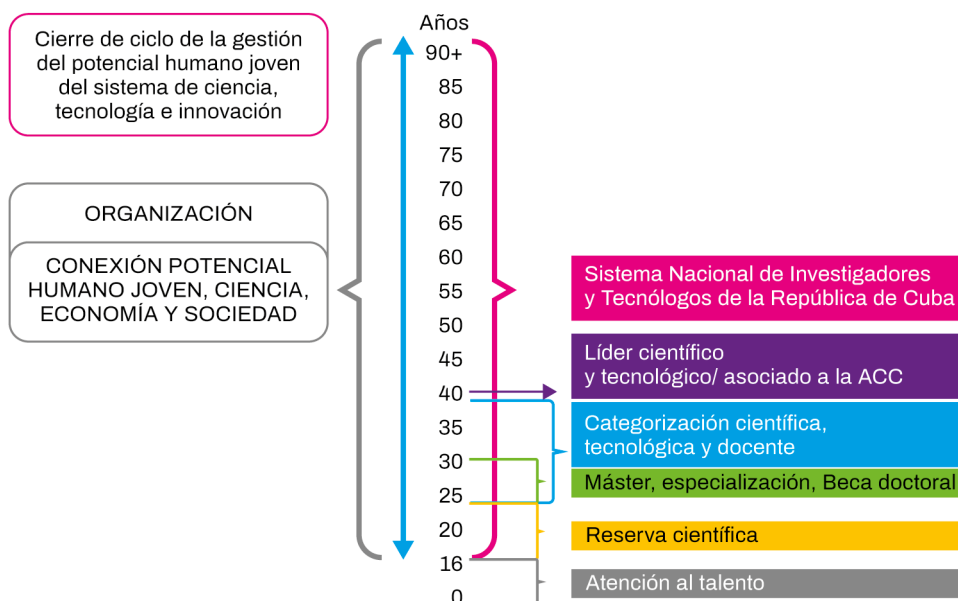 Cierre de ciclo de la gestión
del potencial humano joven
del sistema de ciencia,
tecnología e innovación
ORGANIZACIÓN
CONEXIÓN POTENCIAL
HUMANO JOVEN, CIENCIA,
ECONOMÍA Y SOCIEDAD
Años
90+
85
80
75
70
65
60
55
50
45
40
35
30
25
20
16
0
Sistema Nacional de Investigadores
y Tecnólogos de la República de Cuba
Líder científico
y tecnológico/ asociado a la ACC
Categorización científica,
tecnológica y docente
Máster, especialización, Beca doctoral
Reserva científica
Atención al talento